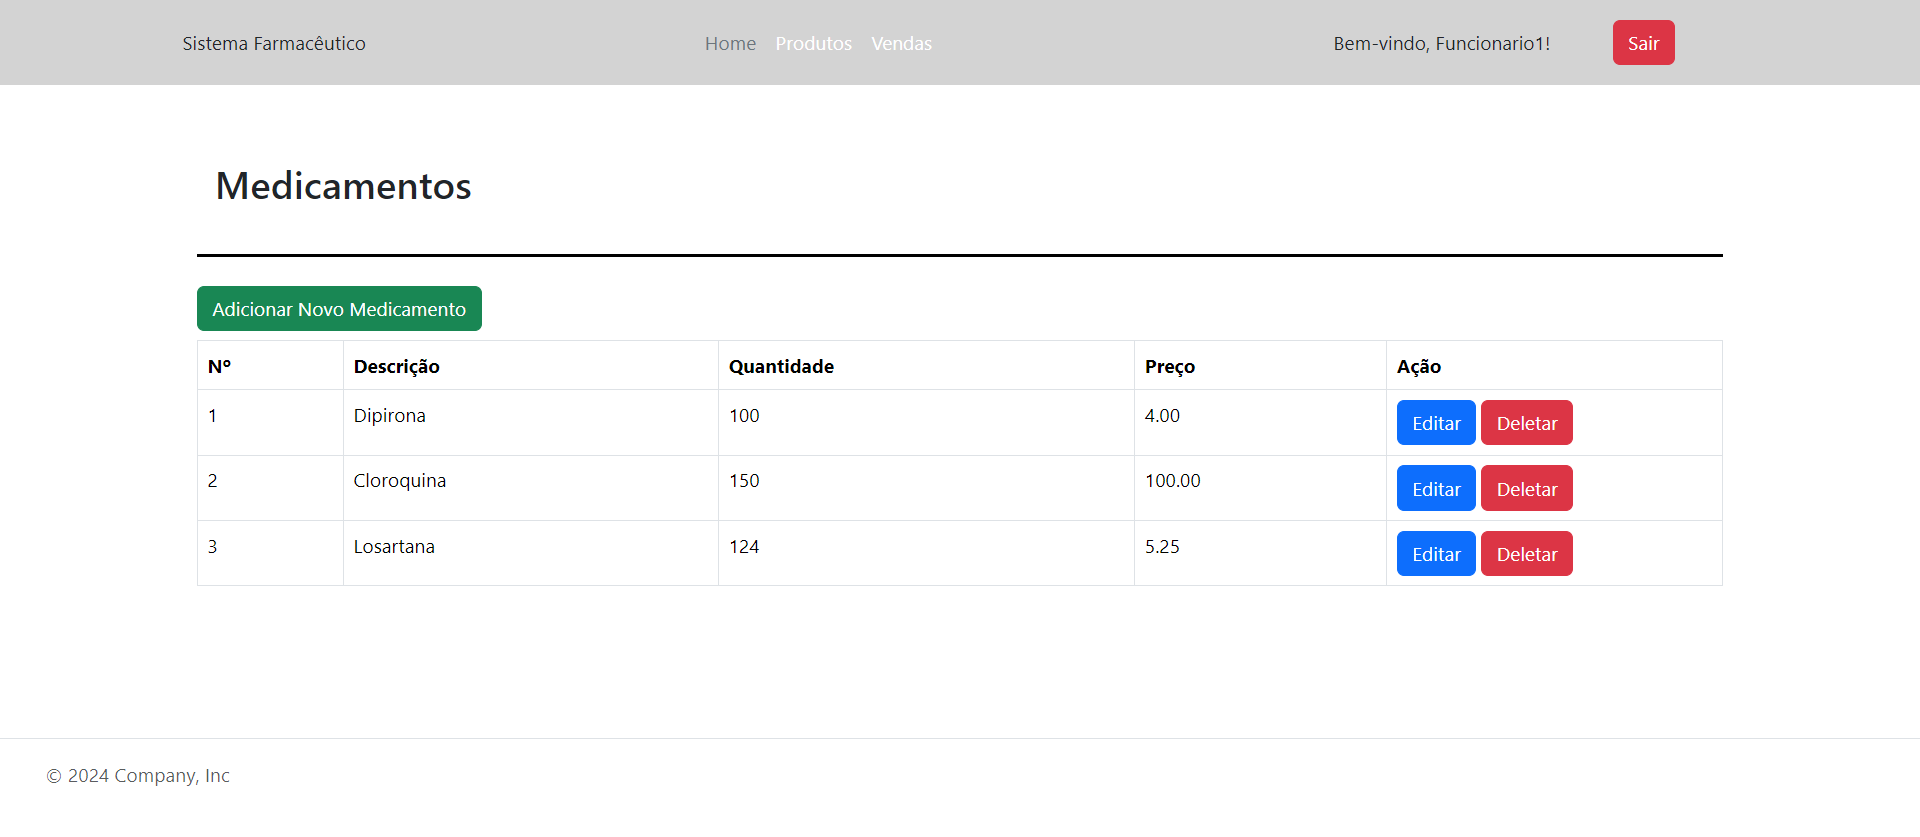 Sistema Farmacêutico Home Produtos Vendas Bem-vindo, Funcionario1! Sair
Medicamentos
Adicionar Novo Medicamento
Nº Descrição Quantidade Preço Ação
1 Dipirona 100 4.00 Editar Deletar
2 Cloroquina 150 100.00 Editar Deletar
3 Losartana 124 5.25 Editar Deletar
© 2024 Company, Inc